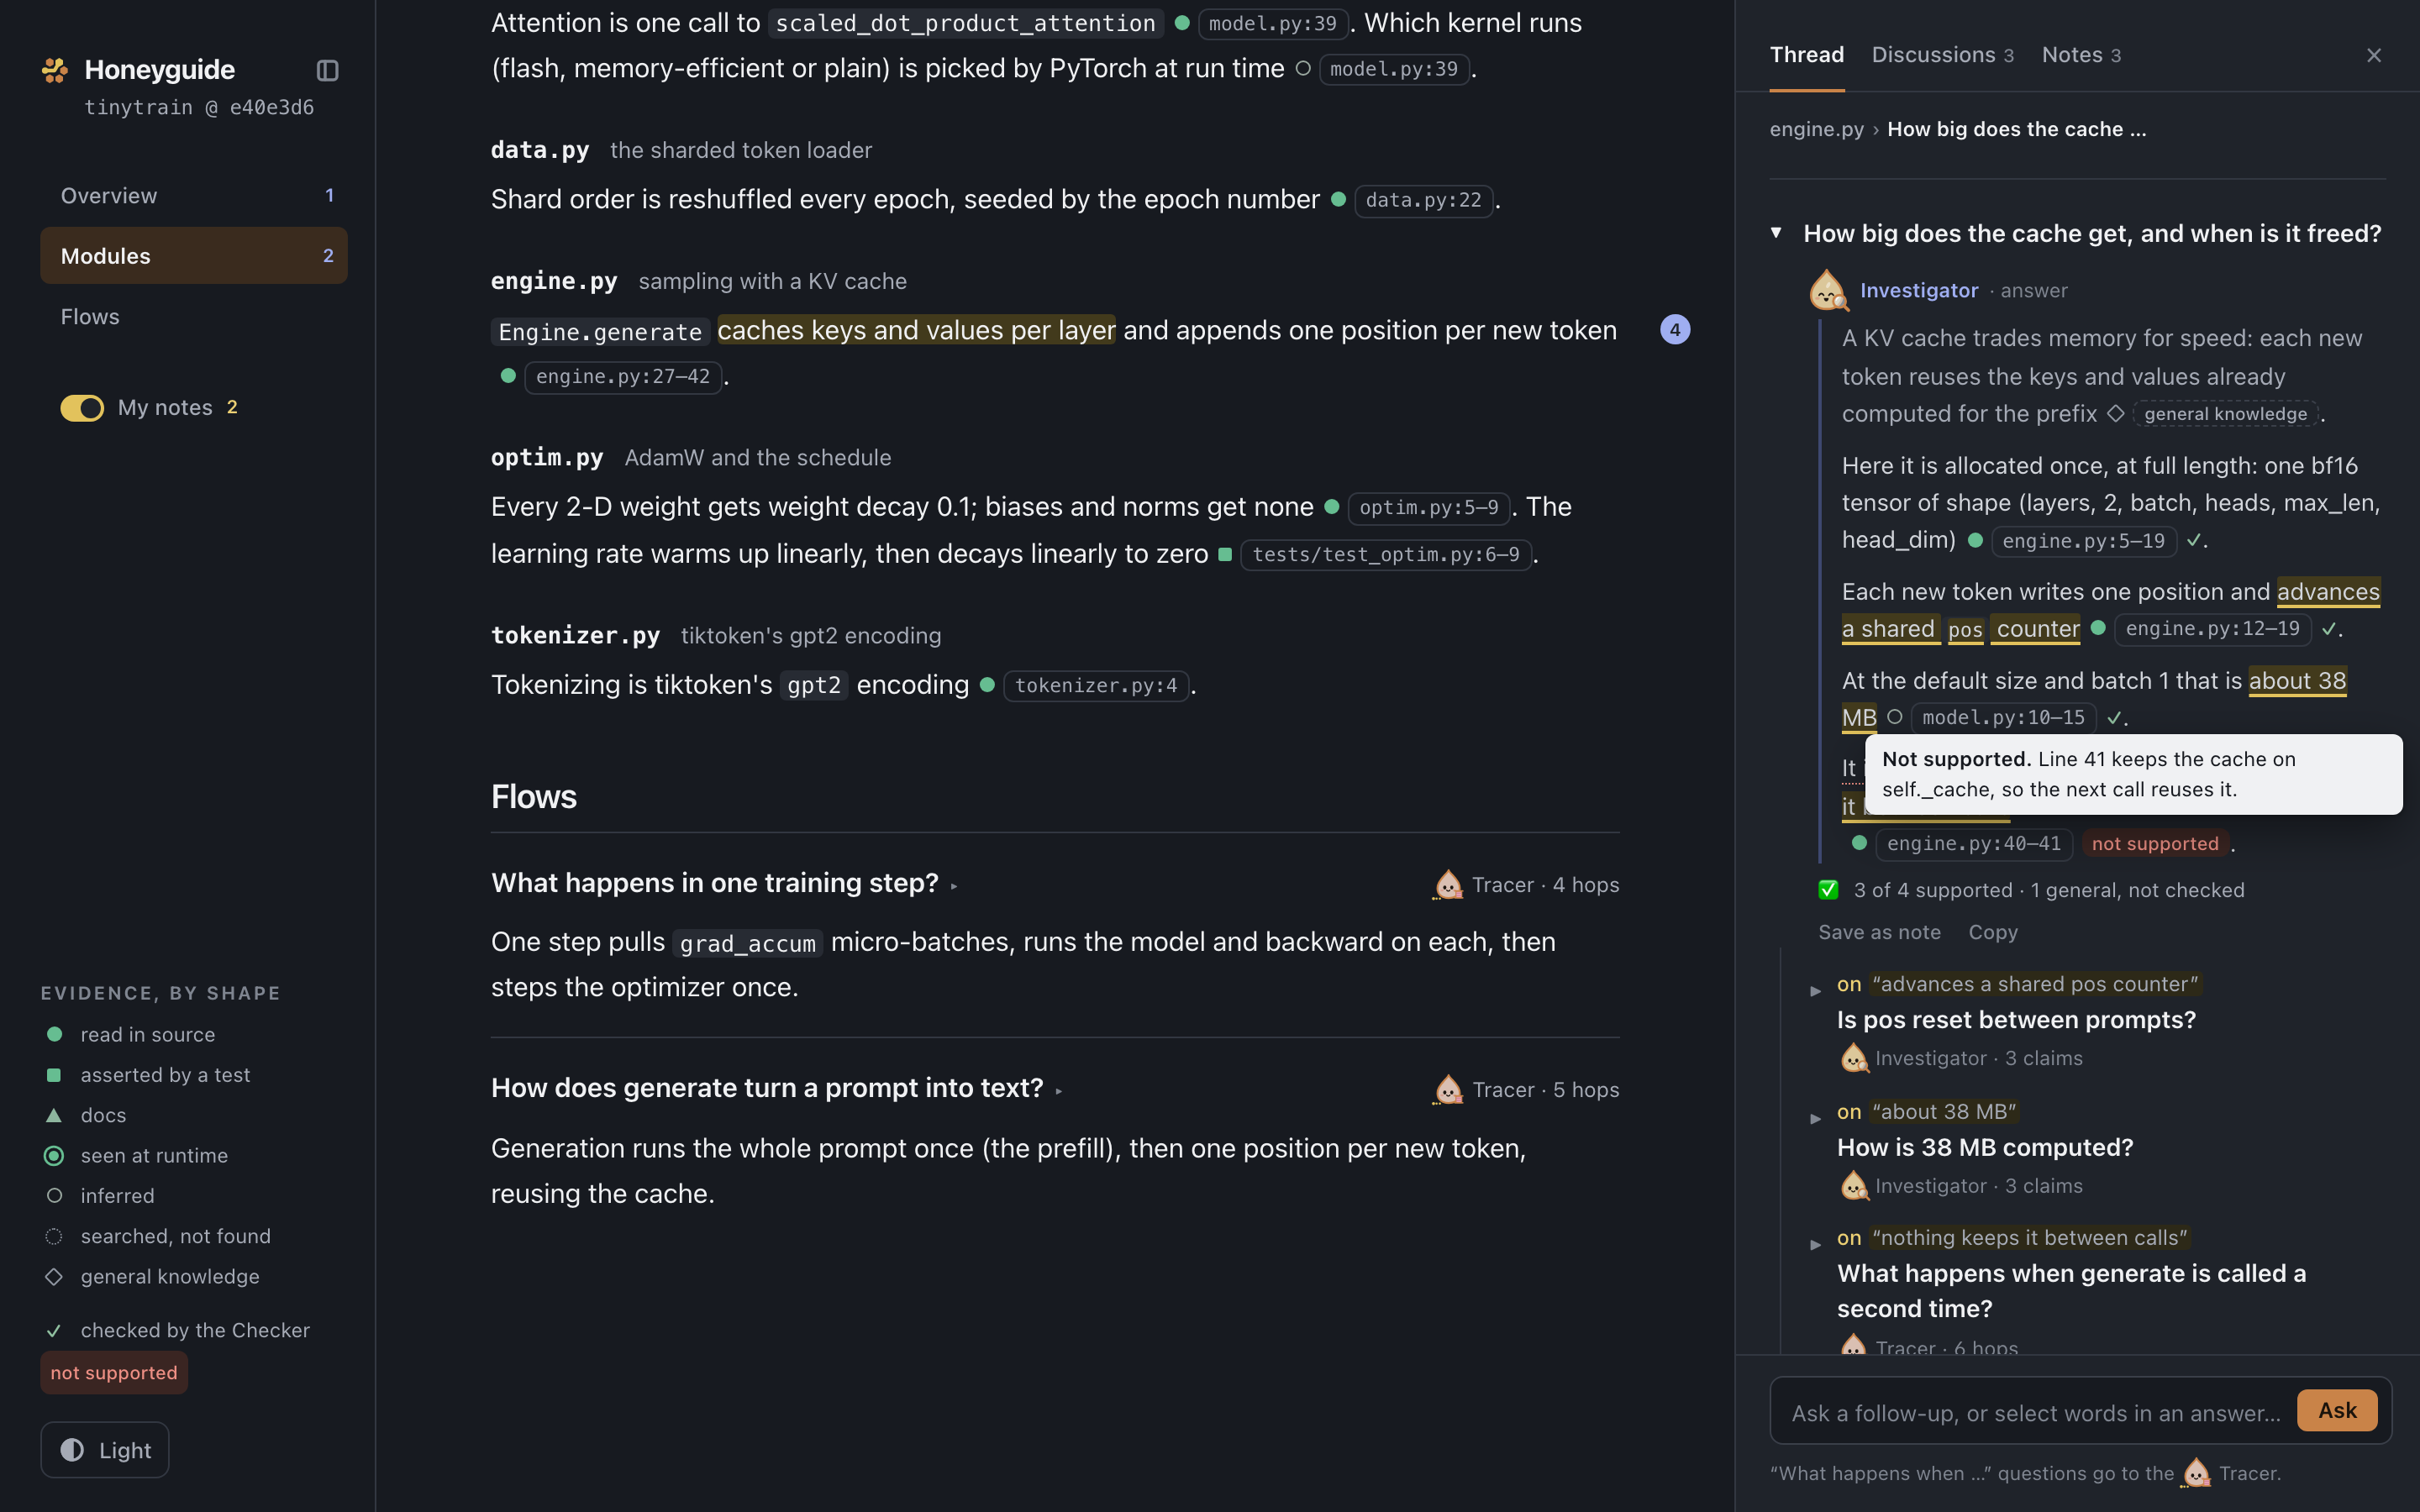 Honeyguide
tinytrain @ e40e3d6
Overview 1
Modules 2
Flows
My notes 2
EVIDENCE, BY SHAPE
read in source
asserted by a test
docs
seen at runtime
inferred
searched, not found
general knowledge
checked by the Checker
not supported
Light
Attention is one call to scaled_dot_product_attention model.py:39. Which kernel runs
(flash, memory-efficient or plain) is picked by PyTorch at run time model.py:39.
data.py the sharded token loader
Shard order is reshuffled every epoch, seeded by the epoch number data.py:22.
engine.py sampling with a KV cache
Engine.generate caches keys and values per layer and appends one position per new token 4
engine.py:27–42.
optim.py AdamW and the schedule
Every 2-D weight gets weight decay 0.1; biases and norms get none optim.py:5–9. The
learning rate warms up linearly, then decays linearly to zero tests/test_optim.py:6–9.
tokenizer.py tiktoken's gpt2 encoding
Tokenizing is tiktoken's gpt2 encoding tokenizer.py:4.
Flows
What happens in one training step? Tracer · 4 hops
One step pulls grad_accum micro-batches, runs the model and backward on each, then
steps the optimizer once.
How does generate turn a prompt into text? Tracer · 5 hops
Generation runs the whole prompt once (the prefill), then one position per new token,
reusing the cache.
Thread Discussions 3 Notes 3
engine.py › How big does the cache ...
How big does the cache get, and when is it freed?
Investigator · answer
A KV cache trades memory for speed: each new
token reuses the keys and values already
computed for the prefix general knowledge.
Here it is allocated once, at full length: one bf16
tensor of shape (layers, 2, batch, heads, max_len,
head_dim) engine.py:5–19 ✓.
Each new token writes one position and advances
a shared pos counter engine.py:12–19 ✓.
At the default size and batch 1 that is about 38
MB model.py:10–15 ✓.
It
Not supported. Line 41 keeps the cache on
self._cache, so the next call reuses it.
it
engine.py:40–41 not supported.
3 of 4 supported · 1 general, not checked
Save as note Copy
on “advances a shared pos counter”
Is pos reset between prompts?
Investigator · 3 claims
on “about 38 MB”
How is 38 MB computed?
Investigator · 3 claims
on “nothing keeps it between calls”
What happens when generate is called a
second time?
Tracer · 6 hops
Ask a follow-up, or select words in an answer... Ask
“What happens when ...” questions go to the Tracer.